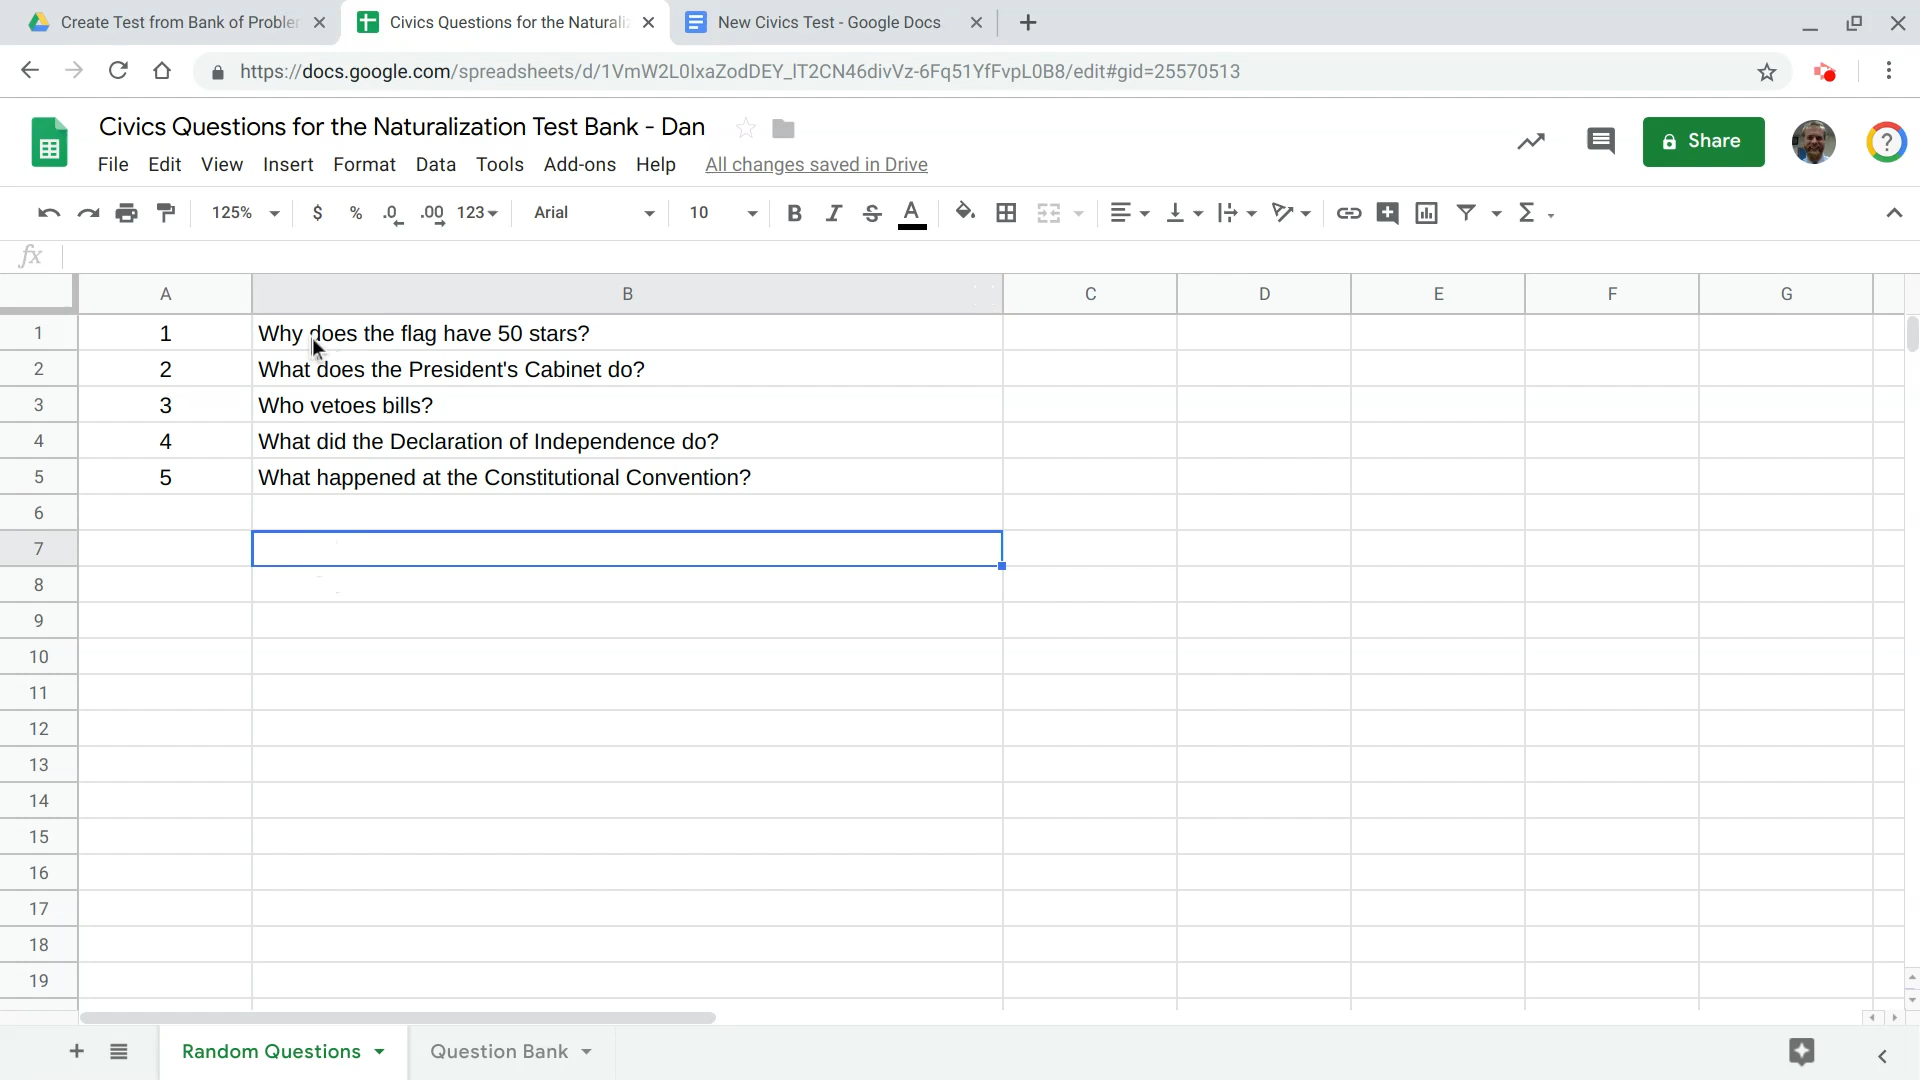 Create Test from Bank of Probler
Civics Questions for the Naturaliz
New Civics Test - Google Docs
https://docs.google.com/spreadsheets/d/1VmW2L0IxaZodDEY_lT2CN46divVz-6Fq51YfFvpL0B8/edit#gid=25570513
Civics Questions for the Naturalization Test Bank - Dan
File Edit View Insert Format Data Tools Add-ons Help All changes saved in Drive
Share
125% $ % .0 .00 123 Arial 10 B I S A Σ
fx
A B C D E F G
1 1 Why does the flag have 50 stars?
2 2 What does the President's Cabinet do?
3 3 Who vetoes bills?
4 4 What did the Declaration of Independence do?
5 5 What happened at the Constitutional Convention?
6
7
8
9
10
11
12
13
14
15
16
17
18
19
Random Questions Question Bank